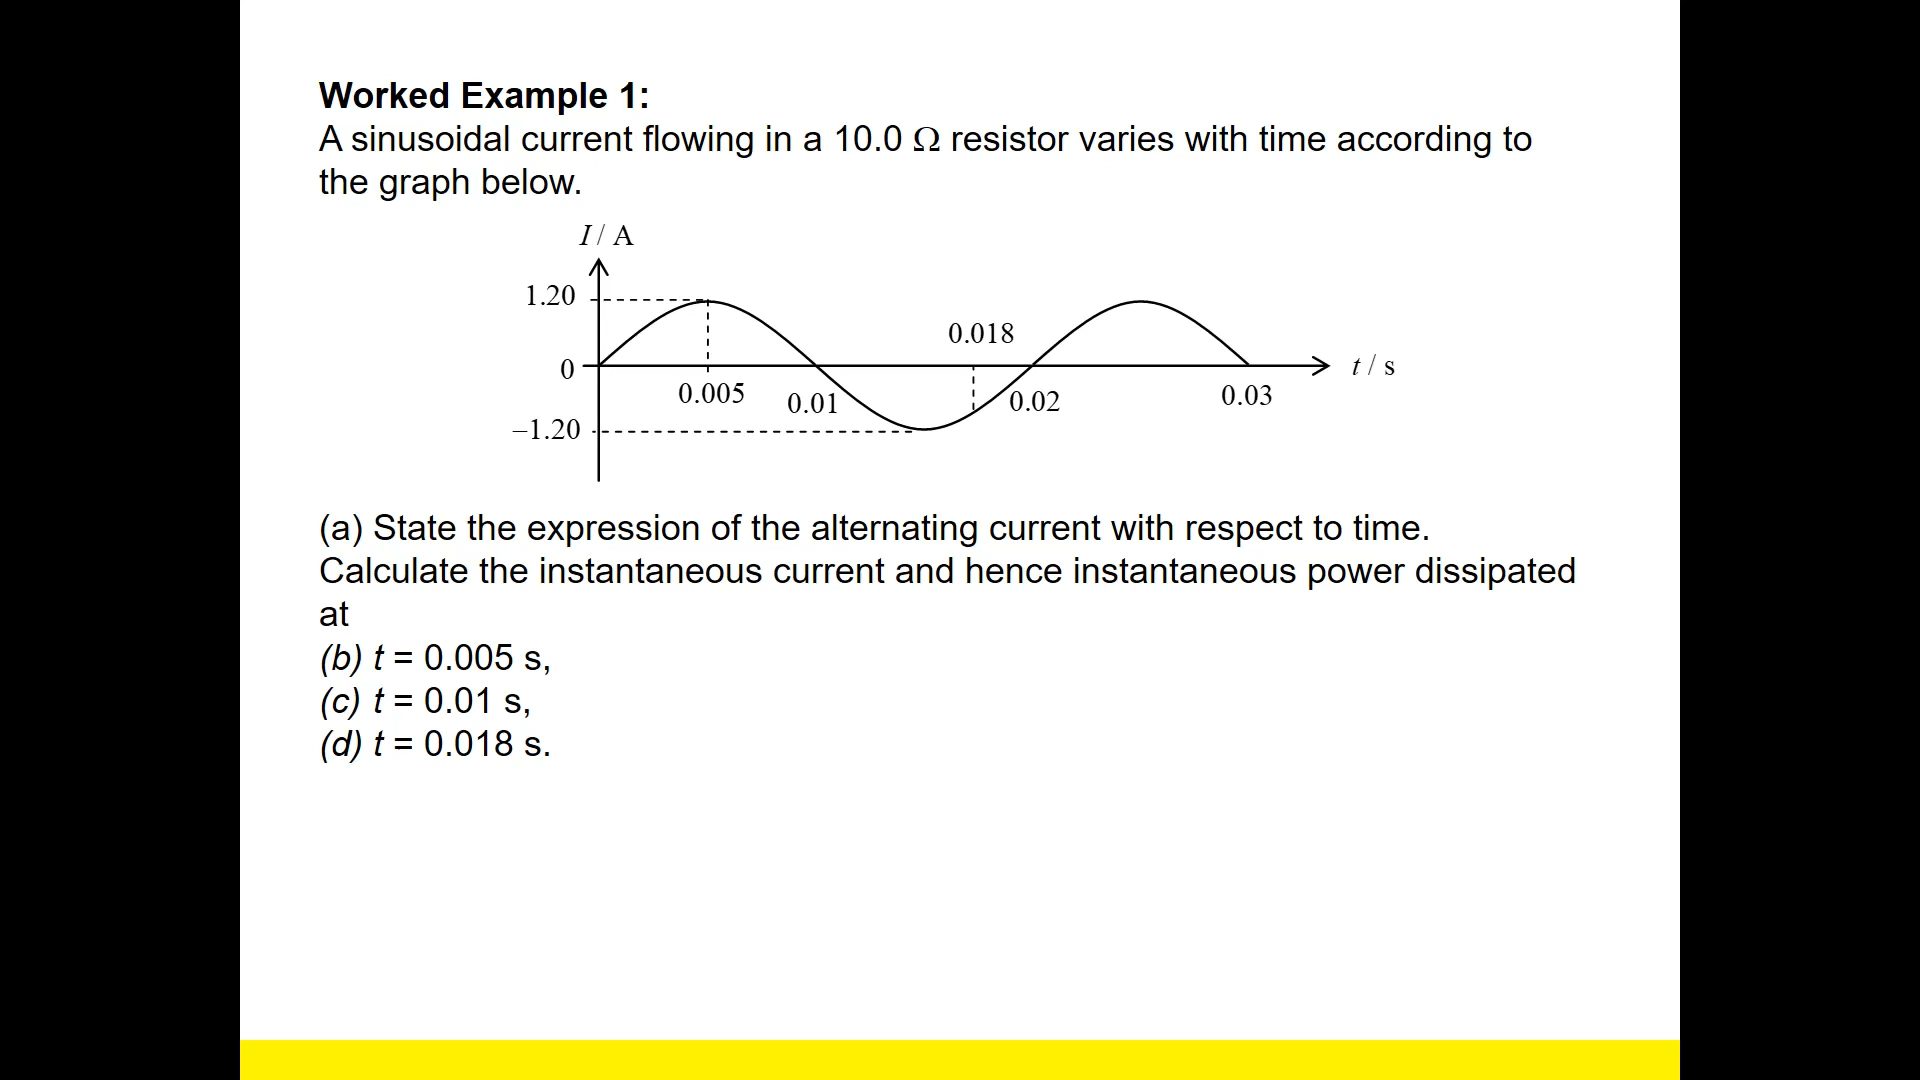 Worked Example 1:
A sinusoidal current flowing in a 10.0 Ω resistor varies with time according to
the graph below.
I / A
1.20
0.018
0
t / s
0.005
0.01
0.02
0.03
–1.20
(a) State the expression of the alternating current with respect to time.
Calculate the instantaneous current and hence instantaneous power dissipated
at
(b) t = 0.005 s,
(c) t = 0.01 s,
(d) t = 0.018 s.